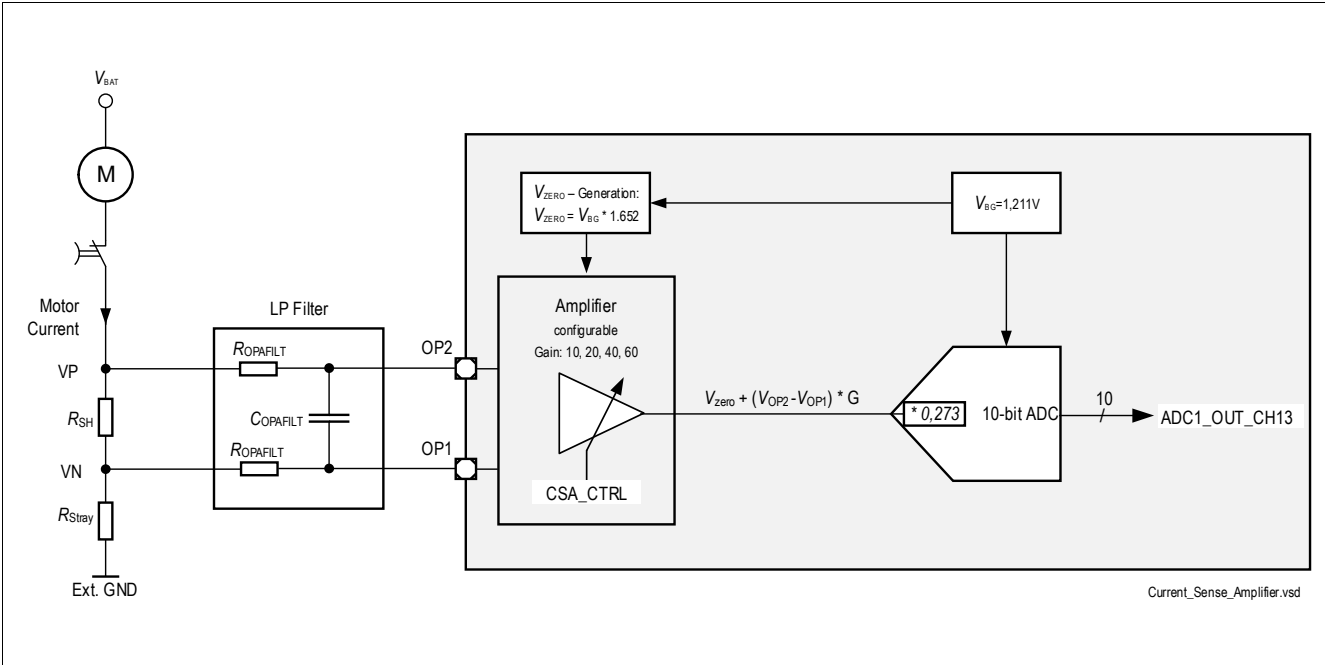 VBAT
M
Motor
Current
VP
RSH
VN
RStray
Ext. GND
LP Filter
ROPAFILT
COPAFILT
ROPAFILT
OP2
OP1
VZERO – Generation:
VZERO = VBG * 1.652
VBG=1,211V
Amplifier
configurable
Gain: 10, 20, 40, 60
CSA_CTRL
Vzero + (VOP2 -VOP1) * G
* 0,273
10-bit ADC
10
ADC1_OUT_CH13
Current_Sense_Amplifier.vsd